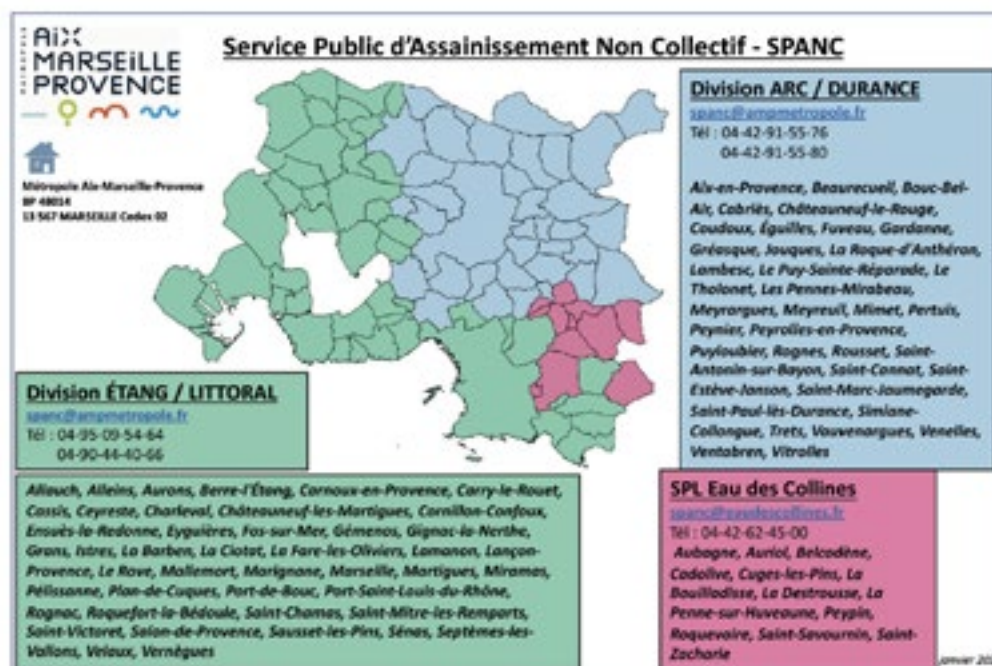 MÉTROPOLE
AiX
MARSEiLLE
PROVENCE
Métropole Aix-Marseille-Provence
BP 48014
13 567 MARSEILLE Cedex 02
Service Public d'Assainissement Non Collectif - SPANC
Division ARC / DURANCE
spanc@ampmetropole.fr
Tél : 04-42-91-55-76
04-42-91-55-80
Aix-en-Provence, Beaurecueil, Bouc-Bel-
Air, Cabriès, Châteauneuf-le-Rouge,
Coudoux, Éguilles, Fuveau, Gardanne,
Gréasque, Jouques, La Roque-d'Anthéron,
Lambesc, Le Puy-Sainte-Réparade, Le
Tholonet, Les Pennes-Mirabeau,
Meyrargues, Meyreuil, Mimet, Pertuis,
Peynier, Peyrolles-en-Provence,
Puyloubier, Rognes, Rousset, Saint-
Antonin-sur-Bayon, Saint-Cannat, Saint-
Estève-Janson, Saint-Marc-Jaumegarde,
Saint-Paul-lès-Durance, Simiane-
Collongue, Trets, Vauvenargues, Venelles,
Ventabren, Vitrolles
Division ÉTANG / LITTORAL
spanc@ampmetropole.fr
Tél : 04-95-09-54-64
04-90-44-40-66
Allauch, Alleins, Aurons, Berre-l'Étang, Carnoux-en-Provence, Carry-le-Rouet,
Cassis, Ceyreste, Charleval, Châteauneuf-les-Martigues, Cornillon-Confoux,
Ensuès-la-Redonne, Eyguières, Fos-sur-Mer, Gémenos, Gignac-la-Nerthe,
Grans, Istres, La Barben, La Ciotat, La Fare-les-Oliviers, Lamanon, Lançon-
Provence, Le Rove, Mallemort, Marignane, Marseille, Martigues, Miramas,
Pélissanne, Plan-de-Cuques, Port-de-Bouc, Port-Saint-Louis-du-Rhône,
Rognac, Roquefort-la-Bédoule, Saint-Chamas, Saint-Mitre-les-Remparts,
Saint-Victoret, Salon-de-Provence, Sausset-les-Pins, Sénas, Septèmes-les-
Vallons, Velaux, Vernègues
SPL Eau des Collines
spanc@eaudescollines.fr
Tél : 04-42-62-45-00
Aubagne, Auriol, Belcodène,
Cadolive, Cuges-les-Pins, La
Bouilladisse, La Destrousse, La
Penne-sur-Huveaune, Peypin,
Roquevaire, Saint-Savournin, Saint-
Zacharie
janvier 202